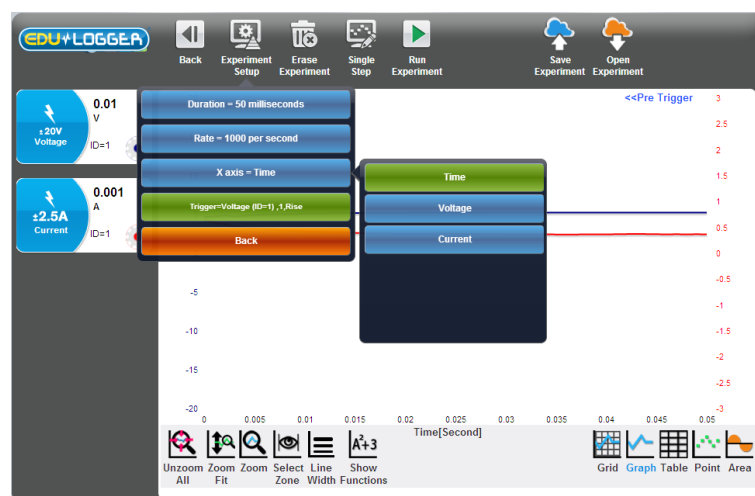 EDU LOGGER
Back
Experiment
Setup
Erase
Experiment
Single
Step
Run
Experiment
Save
Experiment
Open
Experiment
± 20V
Voltage
0.01
V
ID=1
±2.5A
Current
0.001
A
ID=1
Duration = 50 milliseconds
Rate = 1000 per second
X axis = Time
Trigger=Voltage (ID=1) ,1,Rise
Back
Time
Voltage
Current
<<Pre Trigger
3
2.5
2
1.5
1
0.5
0
-0.5
-1
-1.5
-2
-2.5
-3
-5
-10
-15
-20
0 0.005 0.01 0.015 0.02 0.025 0.03 0.035 0.04 0.045 0.05
Time[Second]
Unzoom
All
Zoom
Fit
Zoom
Select
Zone
Line
Width
A²+3
Show
Functions
Grid
Graph
Table
Point
Area